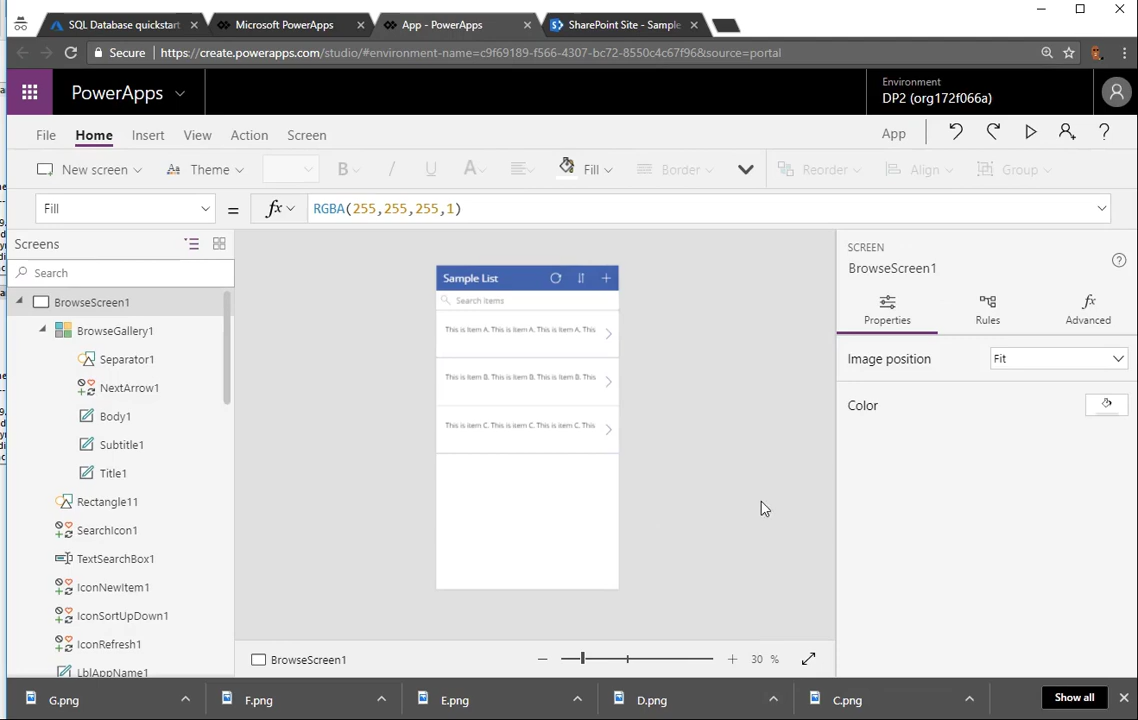 SQL Database quickstart
Microsoft PowerApps
App - PowerApps
SharePoint Site - Sample
Secure
https://create.powerapps.com/studio/#environment-name=c9f69189-f566-4307-bc72-8550c4c67f96&source=portal
PowerApps
Environment
DP2 (org172f066a)
File
Home
Insert
View
Action
Screen
App
?
New screen
Theme
B
/
U
A
Fill
Border
Reorder
Align
Group
Fill
=
fx
RGBA(255,255,255,1)
Screens
Search
BrowseScreen1
BrowseGallery1
Separator1
NextArrow1
Body1
Subtitle1
Title1
Rectangle11
SearchIcon1
TextSearchBox1
IconNewItem1
IconSortUpDown1
IconRefresh1
LblAppName1
Sample List
Search items
This is Item A. This is Item A. This is Item A. This
This is item B. This is item B. This is item B. This
This is item C. This is item C. This is item C. This
BrowseScreen1
30 %
SCREEN
BrowseScreen1
?
Properties
Rules
fx
Advanced
Image position
Fit
Color
G.png
F.png
E.png
D.png
C.png
Show all